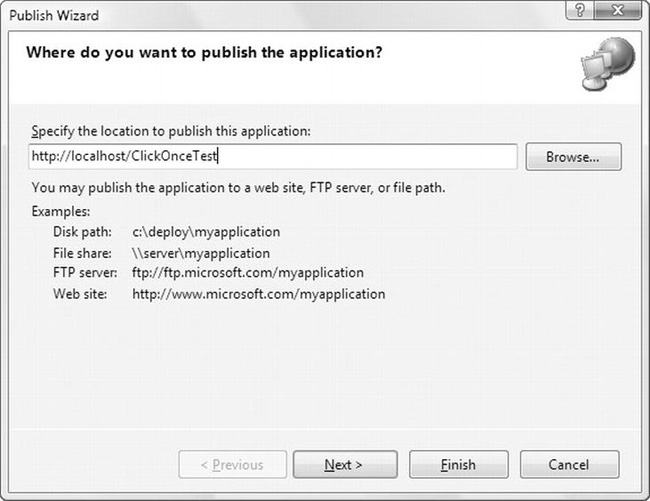 Publish Wizard
?
Where do you want to publish the application?
Specify the location to publish this application:
http://localhost/ClickOnceTest
Browse...
You may publish the application to a web site, FTP server, or file path.
Examples:
Disk path: c:\deploy\myapplication
File share: \\server\myapplication
FTP server: ftp://ftp.microsoft.com/myapplication
Web site: http://www.microsoft.com/myapplication
< Previous Next > Finish Cancel